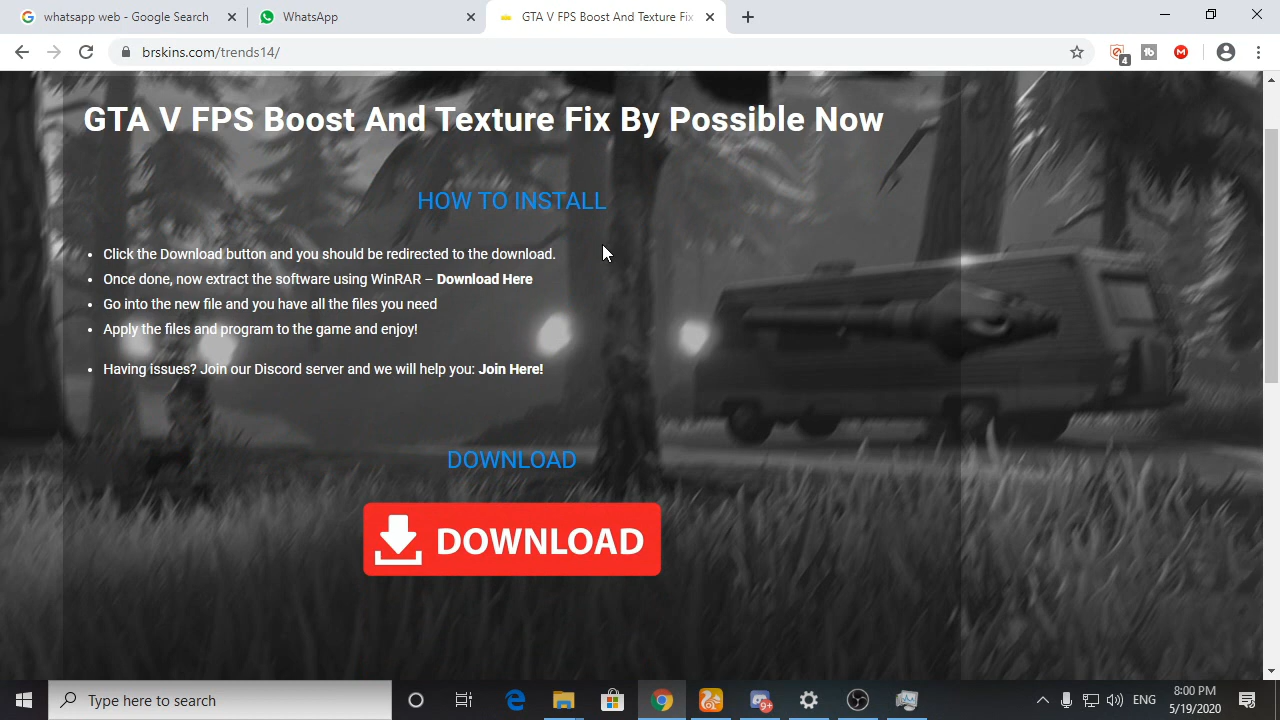 whatsapp web - Google Search
WhatsApp
GTA V FPS Boost And Texture Fix
brskins.com/trends14/
4
tb
M
GTA V FPS Boost And Texture Fix By Possible Now
HOW TO INSTALL
Click the Download button and you should be redirected to the download.
Once done, now extract the software using WinRAR – Download Here
Go into the new file and you have all the files you need
Apply the files and program to the game and enjoy!
Having issues? Join our Discord server and we will help you: Join Here!
DOWNLOAD
DOWNLOAD
Type here to search
9+
ENG
8:00 PM
5/19/2020